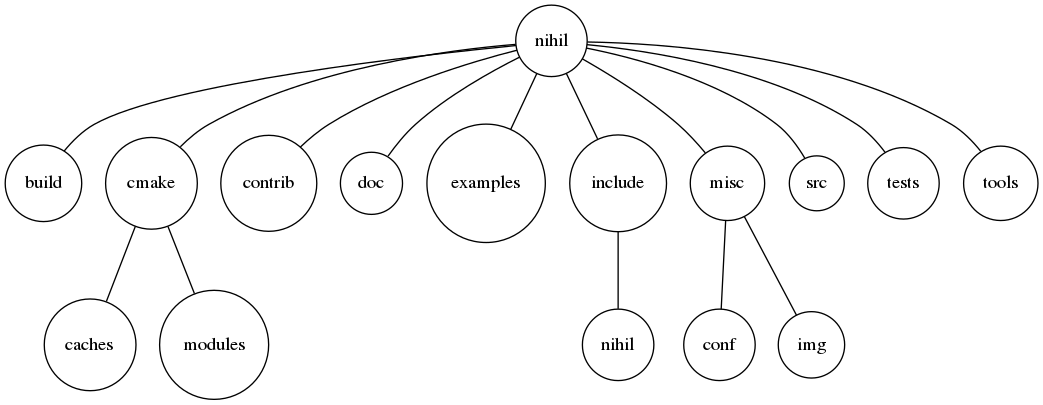 nihil
build
cmake
contrib
doc
examples
include
misc
src
tests
tools
caches
modules
nihil
conf
img